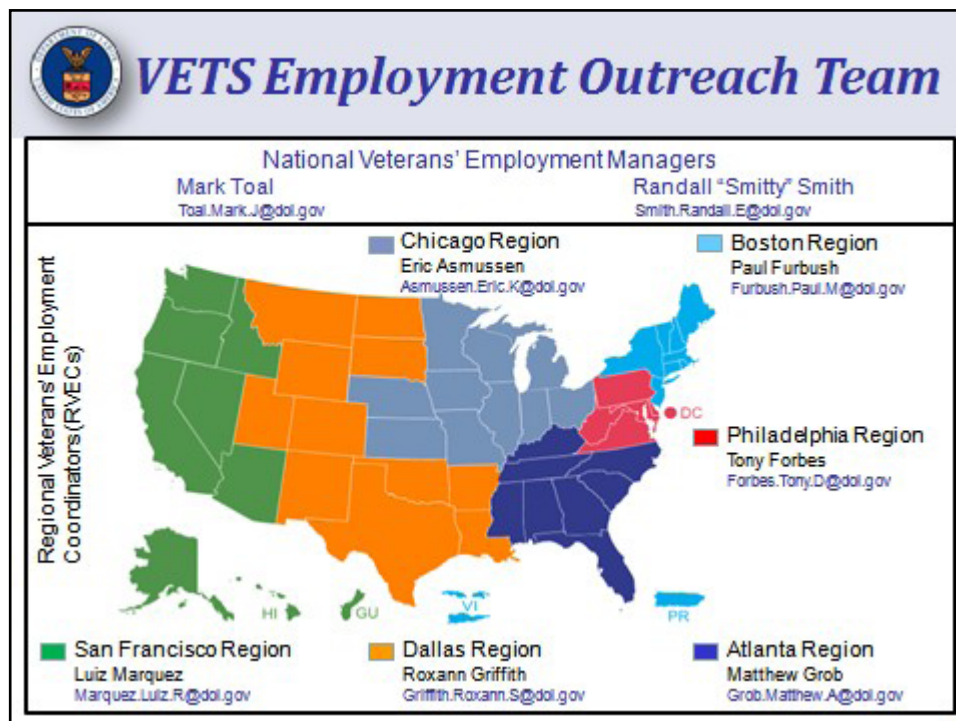 VETS Employment Outreach Team
National Veterans' Employment Managers
Mark Toal
Toal.Mark.J@dol.gov
Randall "Smitty" Smith
Smith.Randall.E@dol.gov
Regional Veterans' Employment
Coordinators (RVECs)
Chicago Region
Eric Asmussen
Asmussen.Eric.K@dol.gov
Boston Region
Paul Furbush
Furbush.Paul.M@dol.gov
DC
Philadelphia Region
Tony Forbes
Forbes.Tony.D@dol.gov
HI
GU
VI
PR
San Francisco Region
Luiz Marquez
Marquez.Luiz.R@dol.gov
Dallas Region
Roxann Griffith
Griffith.Roxann.S@dol.gov
Atlanta Region
Matthew Grob
Grob.Matthew.A@dol.gov